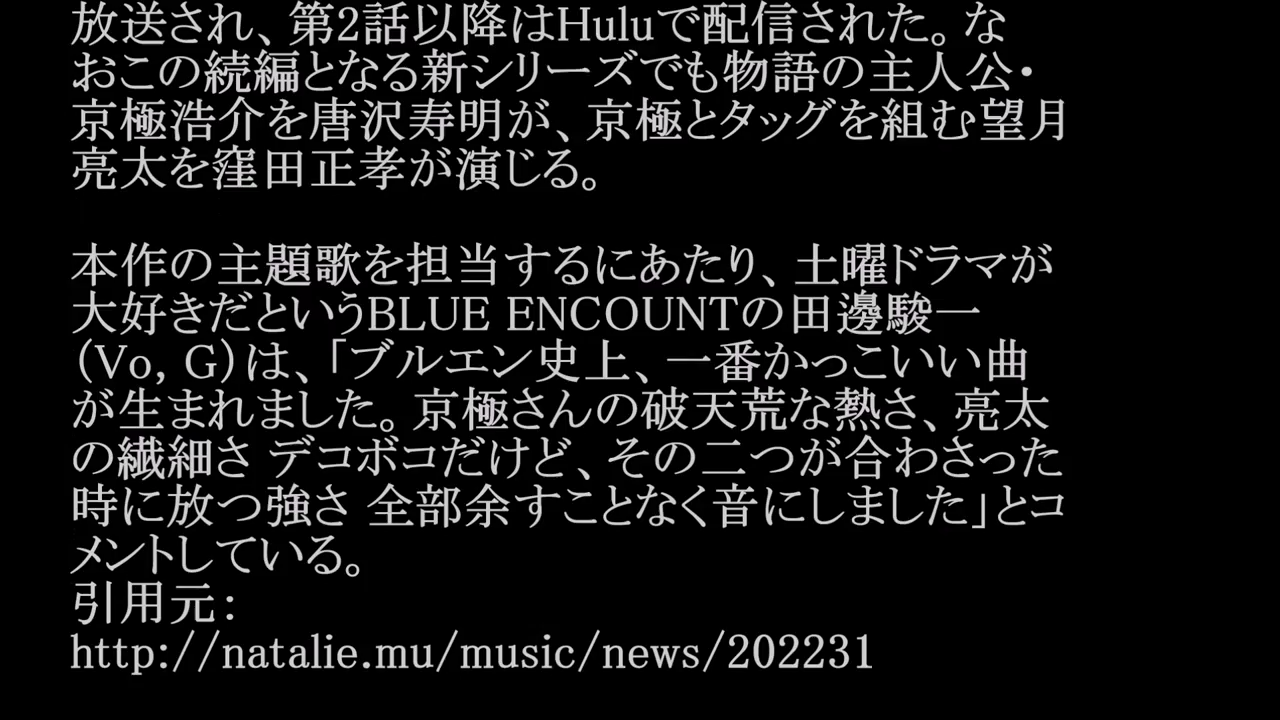 放送され、第2話以降はHuluで配信された。な
おこの続編となる新シリーズでも物語の主人公・
京極浩介を唐沢寿明が、京極とタッグを組む望月
亮太を窪田正孝が演じる。
本作の主題歌を担当するにあたり、土曜ドラマが
大好きだというBLUE ENCOUNTの田邊駿一
（Vo, G）は、「ブルエン史上、一番かっこいい曲
が生まれました。京極さんの破天荒な熱さ、亮太
の繊細さ デコボコだけど、その二つが合わさった
時に放つ強さ 全部余すことなく音にしました」とコ
メントしている。
引用元：
http://natalie.mu/music/news/202231